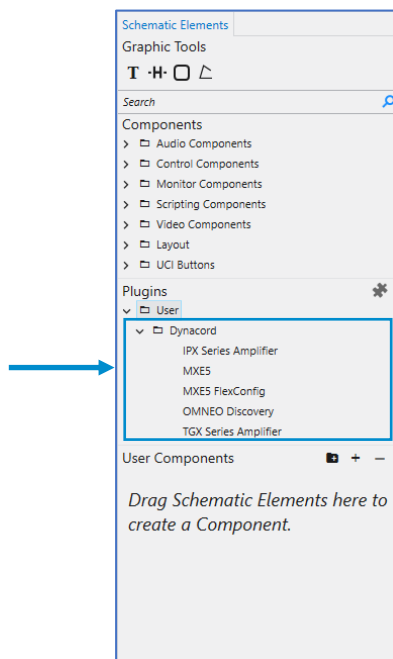 Schematic Elements
Graphic Tools
T ·H·
Search
Components
Audio Components
Control Components
Monitor Components
Scripting Components
Video Components
Layout
UCI Buttons
Plugins
User
Dynacord
IPX Series Amplifier
MXE5
MXE5 FlexConfig
OMNEO Discovery
TGX Series Amplifier
User Components
Drag Schematic Elements here to
create a Component.